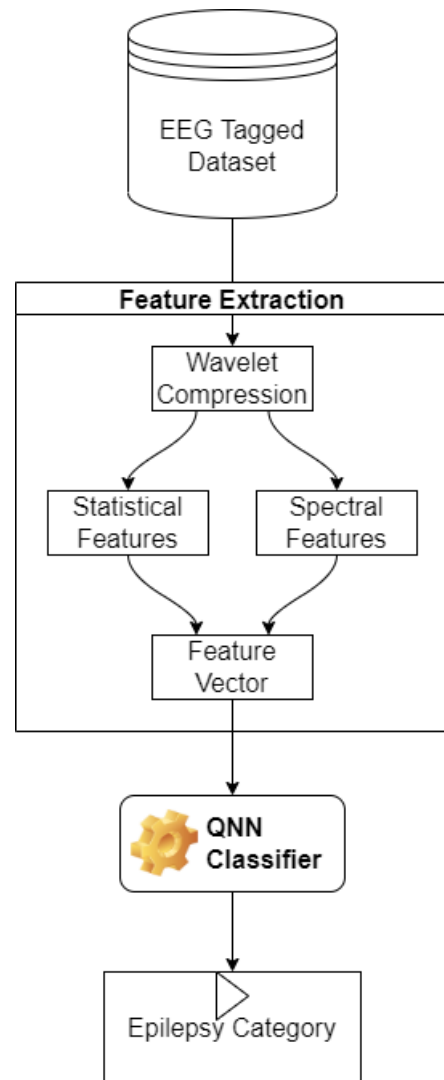 EEG Tagged
Dataset
Feature Extraction
Wavelet
Compression
Statistical
Features
Spectral
Features
Feature
Vector
QNN
Classifier
Epilepsy Category